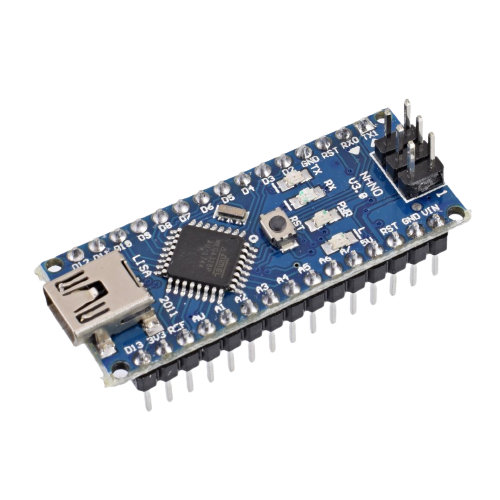 TX1
RX0
RST
GND
D2
D3
D4
D5
D6
D7
D8
D9
D10
D11
D12
TX
RX
PWR
L
RST
NANO
V3.0
1
LISA
2011
D13
3V3
REF
A0
A1
A2
A3
A4
A5
A6
A7
5V
RST
GND
VIN